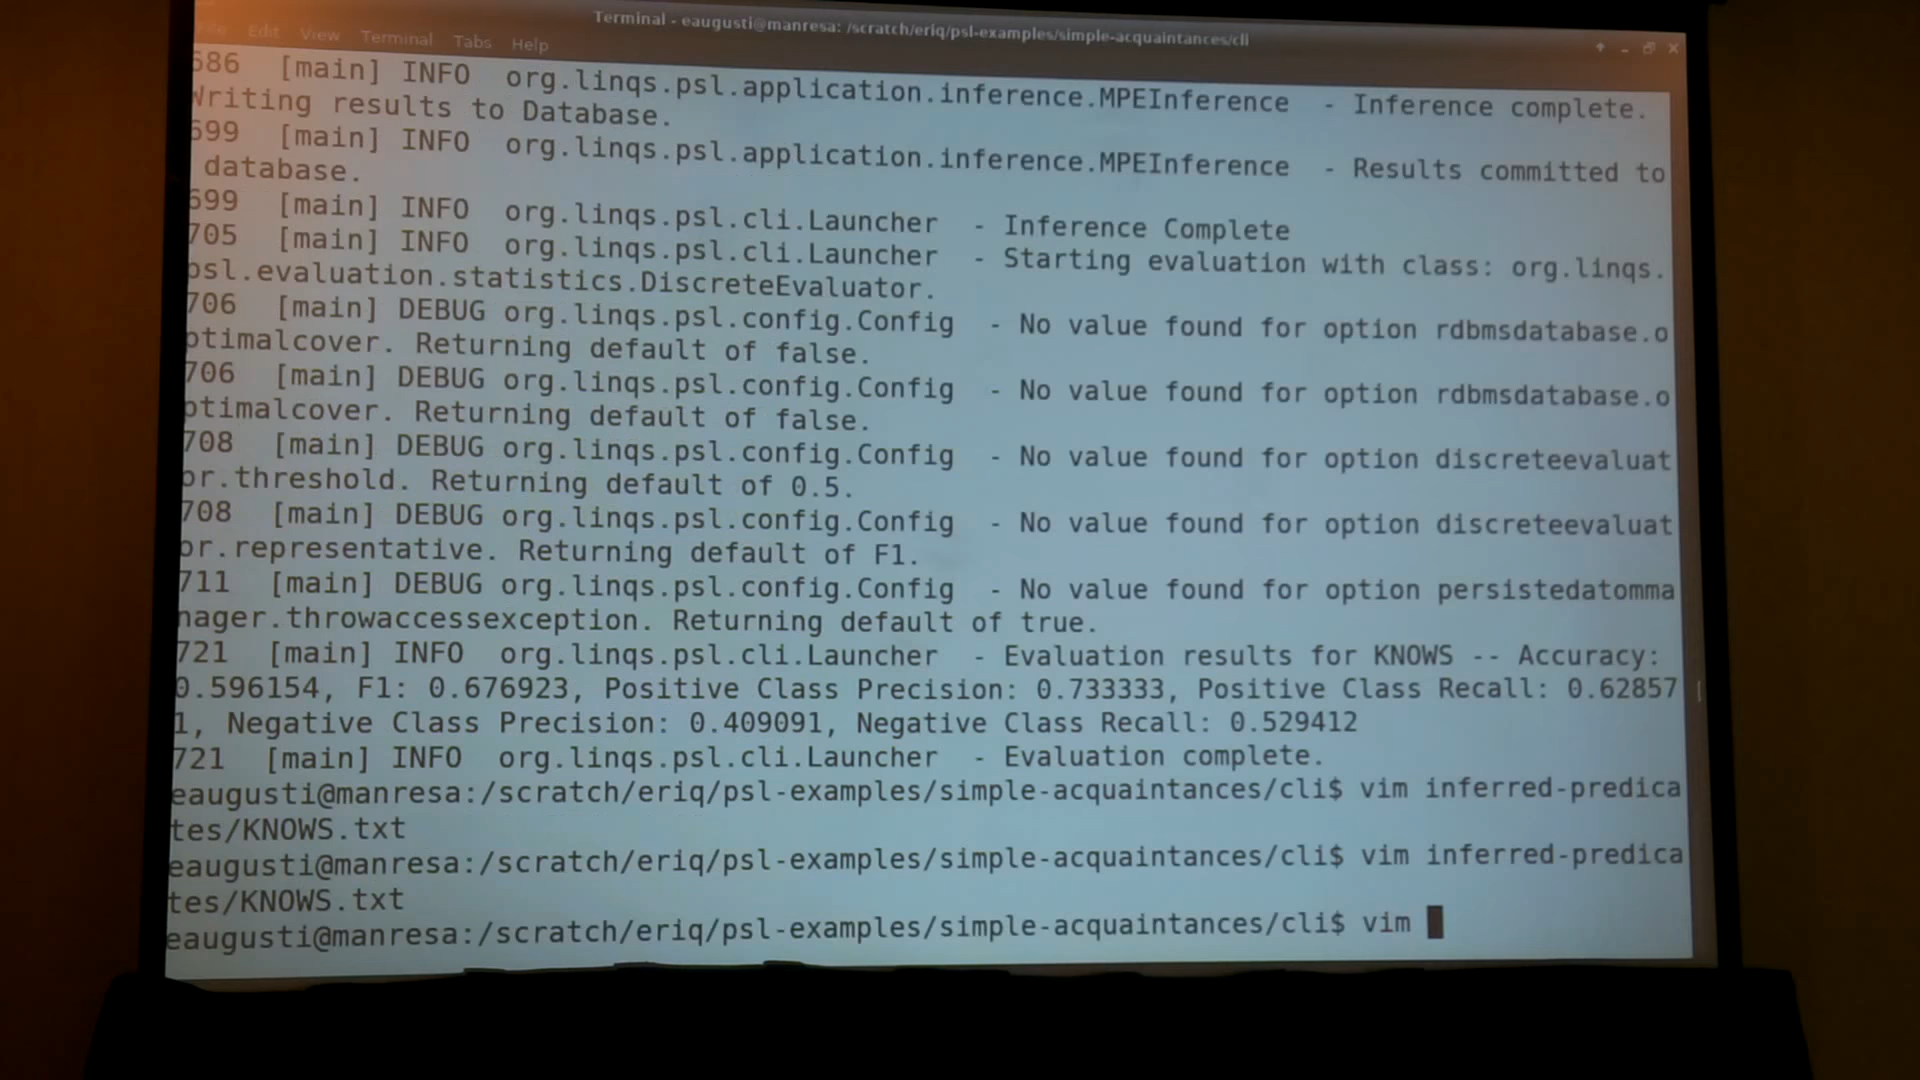 Terminal - eaugusti@manresa: /scratch/eriq/psl-examples/simple-acquaintances/cli
File Edit View Terminal Tabs Help
686 [main] INFO org.linqs.psl.application.inference.MPEInference - Inference complete.
Writing results to Database.
699 [main] INFO org.linqs.psl.application.inference.MPEInference - Results committed to
database.
699 [main] INFO org.linqs.psl.cli.Launcher - Inference Complete
705 [main] INFO org.linqs.psl.cli.Launcher - Starting evaluation with class: org.linqs.
psl.evaluation.statistics.DiscreteEvaluator.
706 [main] DEBUG org.linqs.psl.config.Config - No value found for option rdbmsdatabase.o
ptimalcover. Returning default of false.
706 [main] DEBUG org.linqs.psl.config.Config - No value found for option rdbmsdatabase.o
ptimalcover. Returning default of false.
708 [main] DEBUG org.linqs.psl.config.Config - No value found for option discreteevaluat
or.threshold. Returning default of 0.5.
708 [main] DEBUG org.linqs.psl.config.Config - No value found for option discreteevaluat
or.representative. Returning default of F1.
711 [main] DEBUG org.linqs.psl.config.Config - No value found for option persistedatomma
nager.throwaccessexception. Returning default of true.
721 [main] INFO org.linqs.psl.cli.Launcher - Evaluation results for KNOWS -- Accuracy:
0.596154, F1: 0.676923, Positive Class Precision: 0.733333, Positive Class Recall: 0.62857
1, Negative Class Precision: 0.409091, Negative Class Recall: 0.529412
721 [main] INFO org.linqs.psl.cli.Launcher - Evaluation complete.
eaugusti@manresa:/scratch/eriq/psl-examples/simple-acquaintances/cli$ vim inferred-predica
tes/KNOWS.txt
eaugusti@manresa:/scratch/eriq/psl-examples/simple-acquaintances/cli$ vim inferred-predica
tes/KNOWS.txt
eaugusti@manresa:/scratch/eriq/psl-examples/simple-acquaintances/cli$ vim